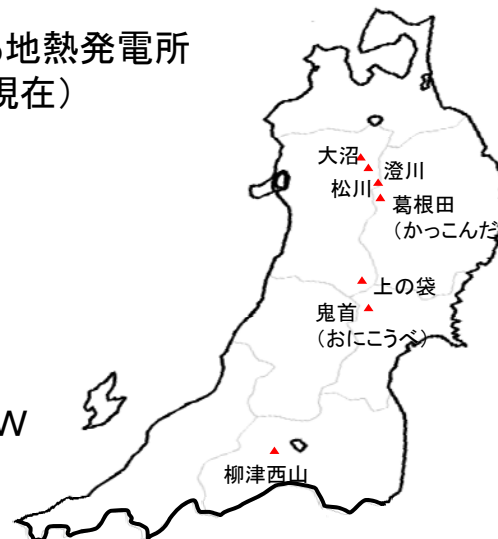 る地熱発電所
現在）
大沼
澄川
松川
葛根田
（かっこんだ
上の袋
鬼首
（おにこうべ）
W
柳津西山